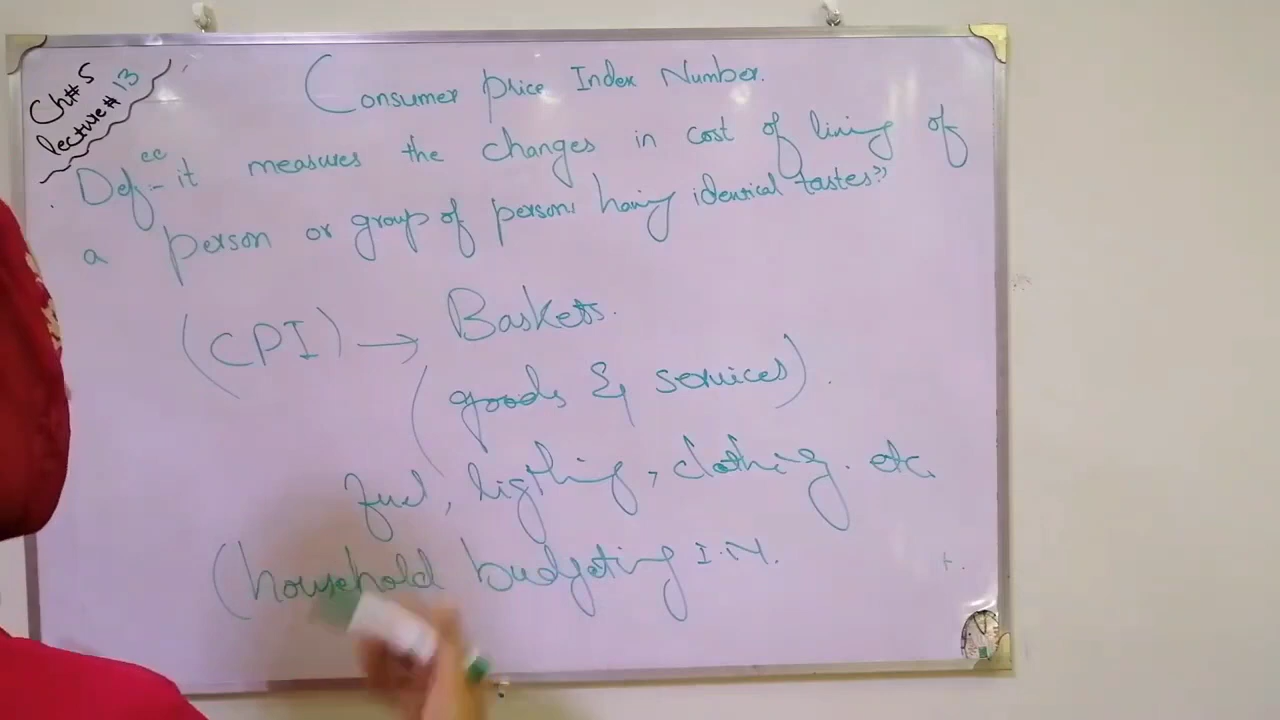 Ch#5
lecture# 13
Consumer price Index Number.
Def:- “it measures the changes in cost of living of
a person or group of persons having identical tastes”
(CPI) → Baskets.
(goods & services).
fuel, ligthing, clothing. etc.
(household budgeting I.N.